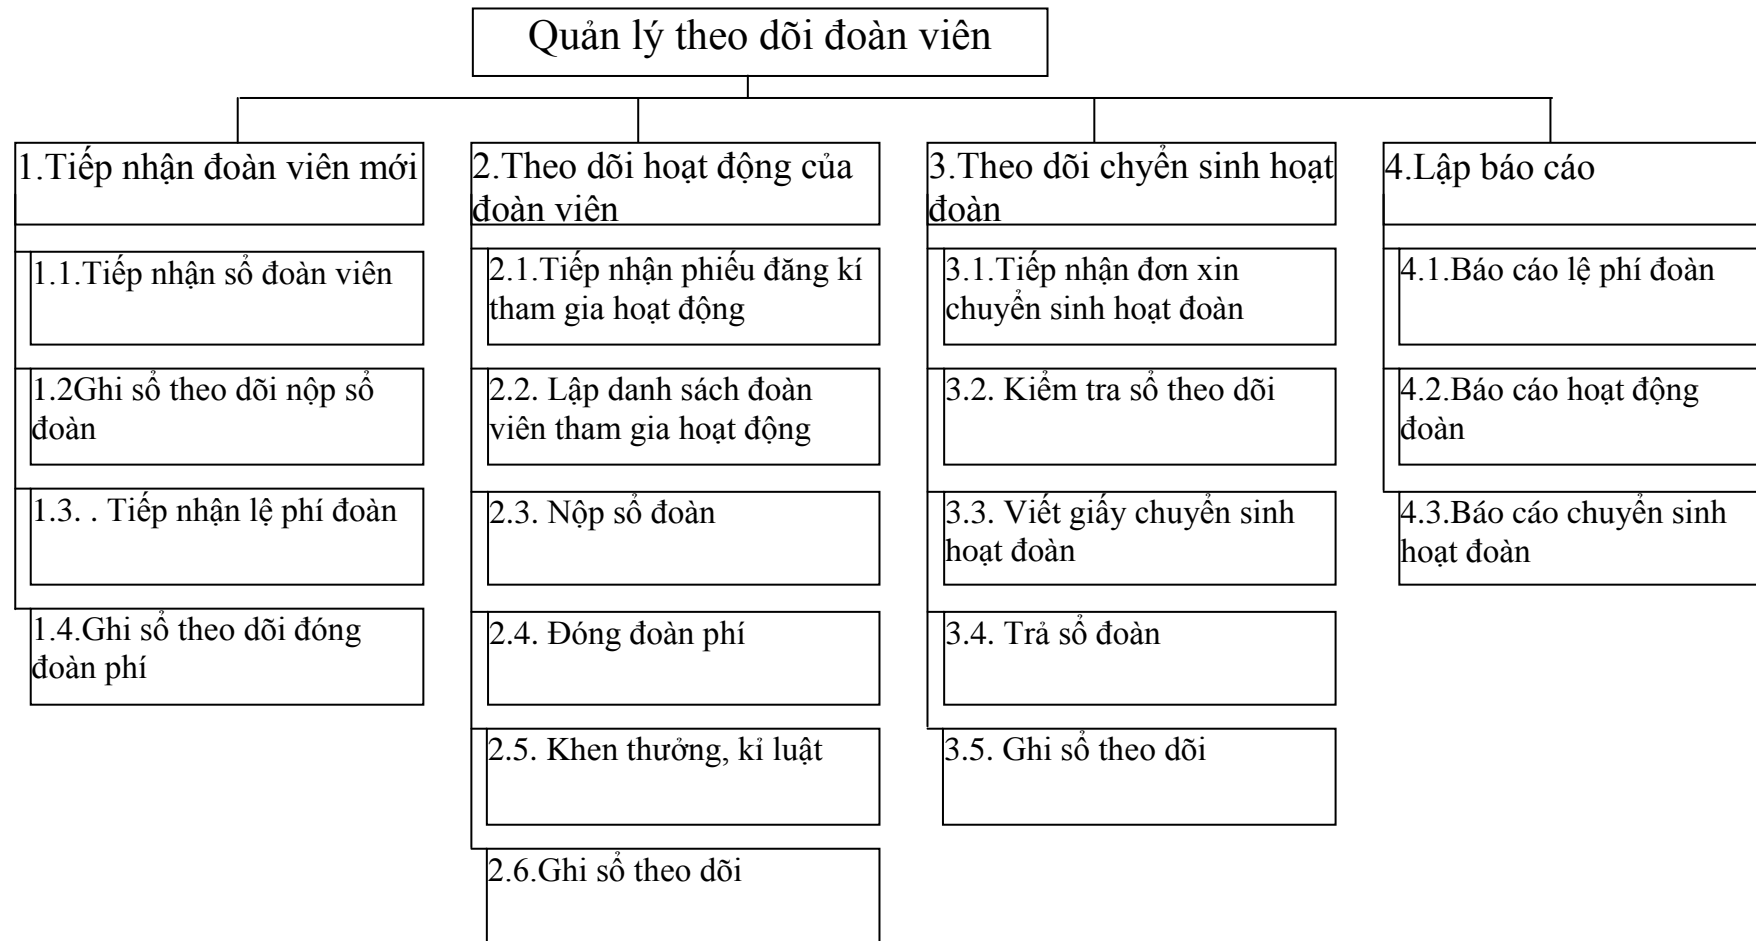 Quản lý theo dõi đoàn viên
1.Tiếp nhận đoàn viên mới
1.1.Tiếp nhận sổ đoàn viên
1.2Ghi sổ theo dõi nộp sổ
đoàn
1.3. . Tiếp nhận lệ phí đoàn
1.4.Ghi sổ theo dõi đóng
đoàn phí
2.Theo dõi hoạt động của
đoàn viên
2.1.Tiếp nhận phiếu đăng kí
tham gia hoạt động
2.2. Lập danh sách đoàn
viên tham gia hoạt động
2.3. Nộp sổ đoàn
2.4. Đóng đoàn phí
2.5. Khen thưởng, kỉ luật
2.6.Ghi sổ theo dõi
3.Theo dõi chyển sinh hoạt
đoàn
3.1.Tiếp nhận đơn xin
chuyển sinh hoạt đoàn
3.2. Kiểm tra sổ theo dõi
3.3. Viết giấy chuyển sinh
hoạt đoàn
3.4. Trả sổ đoàn
3.5. Ghi sổ theo dõi
4.Lập báo cáo
4.1.Báo cáo lệ phí đoàn
4.2.Báo cáo hoạt động
đoàn
4.3.Báo cáo chuyển sinh
hoạt đoàn